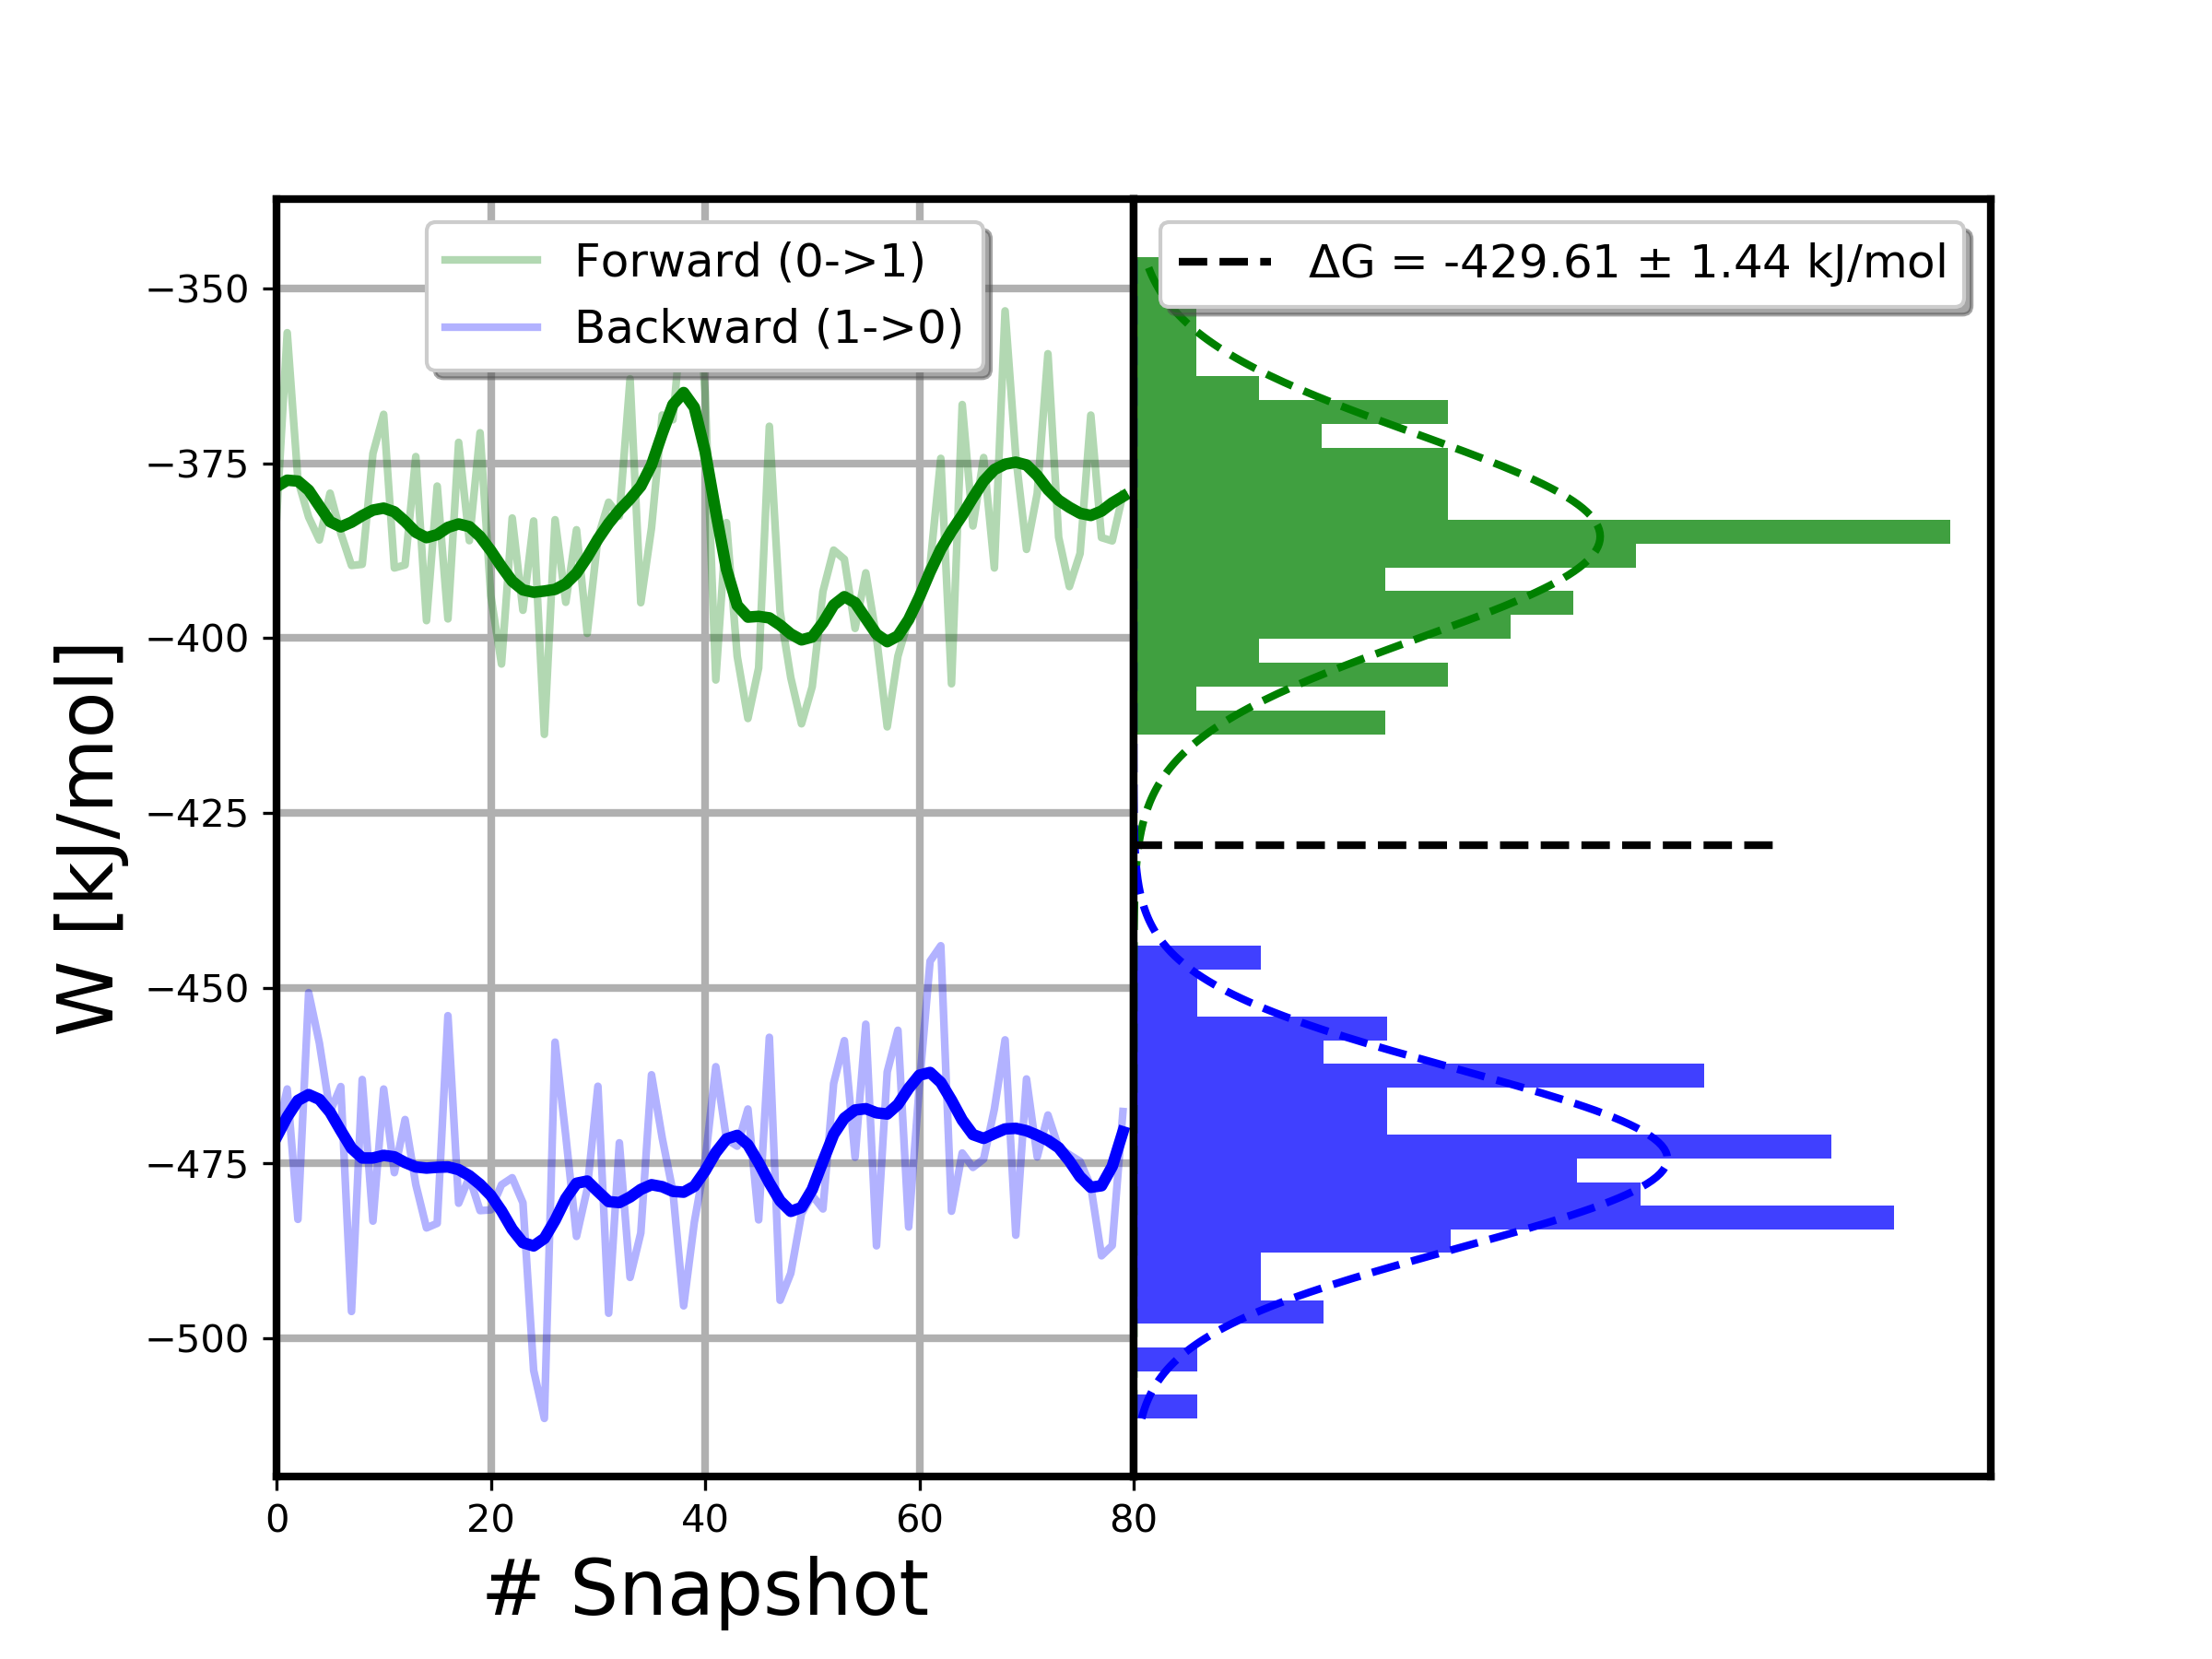 Forward (0->1)
Backward (1->0)
ΔG = -429.61 ± 1.44 kJ/mol
−350
−375
−400
−425
−450
−475
−500
W [kJ/mol]
0 20 40 60 80
# Snapshot